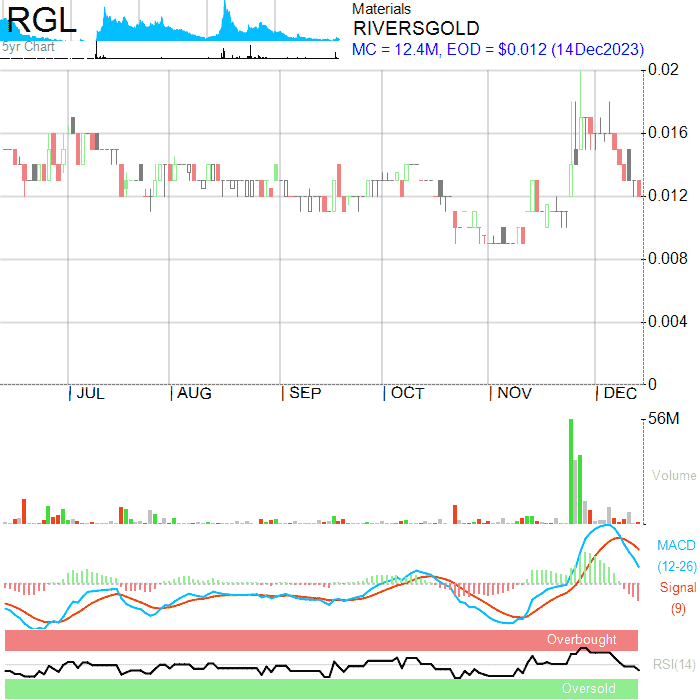 RGL
5yr Chart
Materials
RIVERSGOLD
MC = 12.4M, EOD = $0.012 (14Dec2023)
0.02
0.016
0.012
0.008
0.004
0
JUL AUG SEP OCT NOV DEC
56M
Volume
MACD
(12-26)
Signal
(9)
Overbought
RSI(14)
Oversold